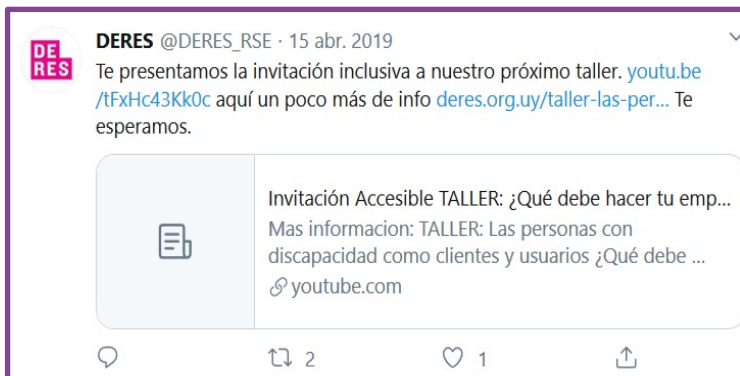 DE
RES
DERES @DERES_RSE · 15 abr. 2019
Te presentamos la invitación inclusiva a nuestro próximo taller. youtu.be
/tFxHc43Kk0c aquí un poco más de info deres.org.uy/taller-las-per... Te
esperamos.
Invitación Accesible TALLER: ¿Qué debe hacer tu emp...
Mas informacion: TALLER: Las personas con
discapacidad como clientes y usuarios ¿Qué debe ...
youtube.com
2 1